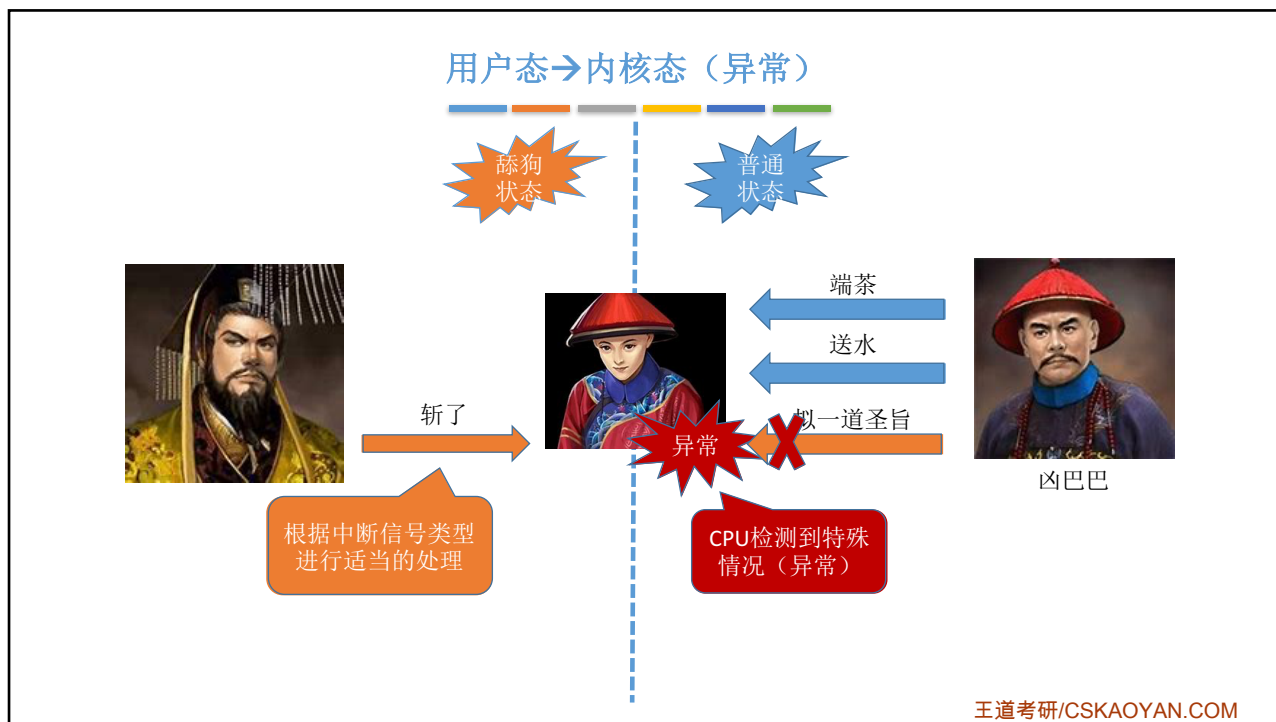 用户态→内核态（异常）
舔狗
状态
普通
状态
端茶
送水
斩了
拟一道圣旨
异常
凶巴巴
根据中断信号类型
进行适当的处理
CPU检测到特殊
情况（异常）
王道考研/CSKAOYAN.COM